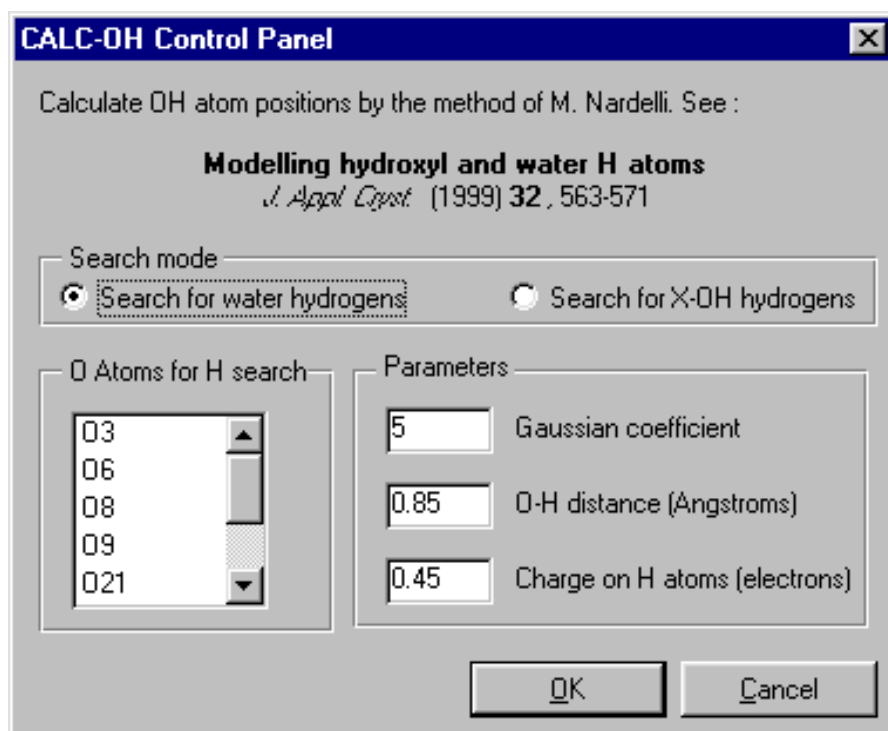 CALC-OH Control Panel
Calculate OH atom positions by the method of M. Nardelli. See :
Modelling hydroxyl and water H atoms
J. Appl. Cryst. (1999) 32 , 563-571
Search mode
Search for water hydrogens
Search for X-OH hydrogens
O Atoms for H search
O3
O6
O8
O9
O21
Parameters
5 Gaussian coefficient
0.85 O-H distance (Angstroms)
0.45 Charge on H atoms (electrons)
OK
Cancel